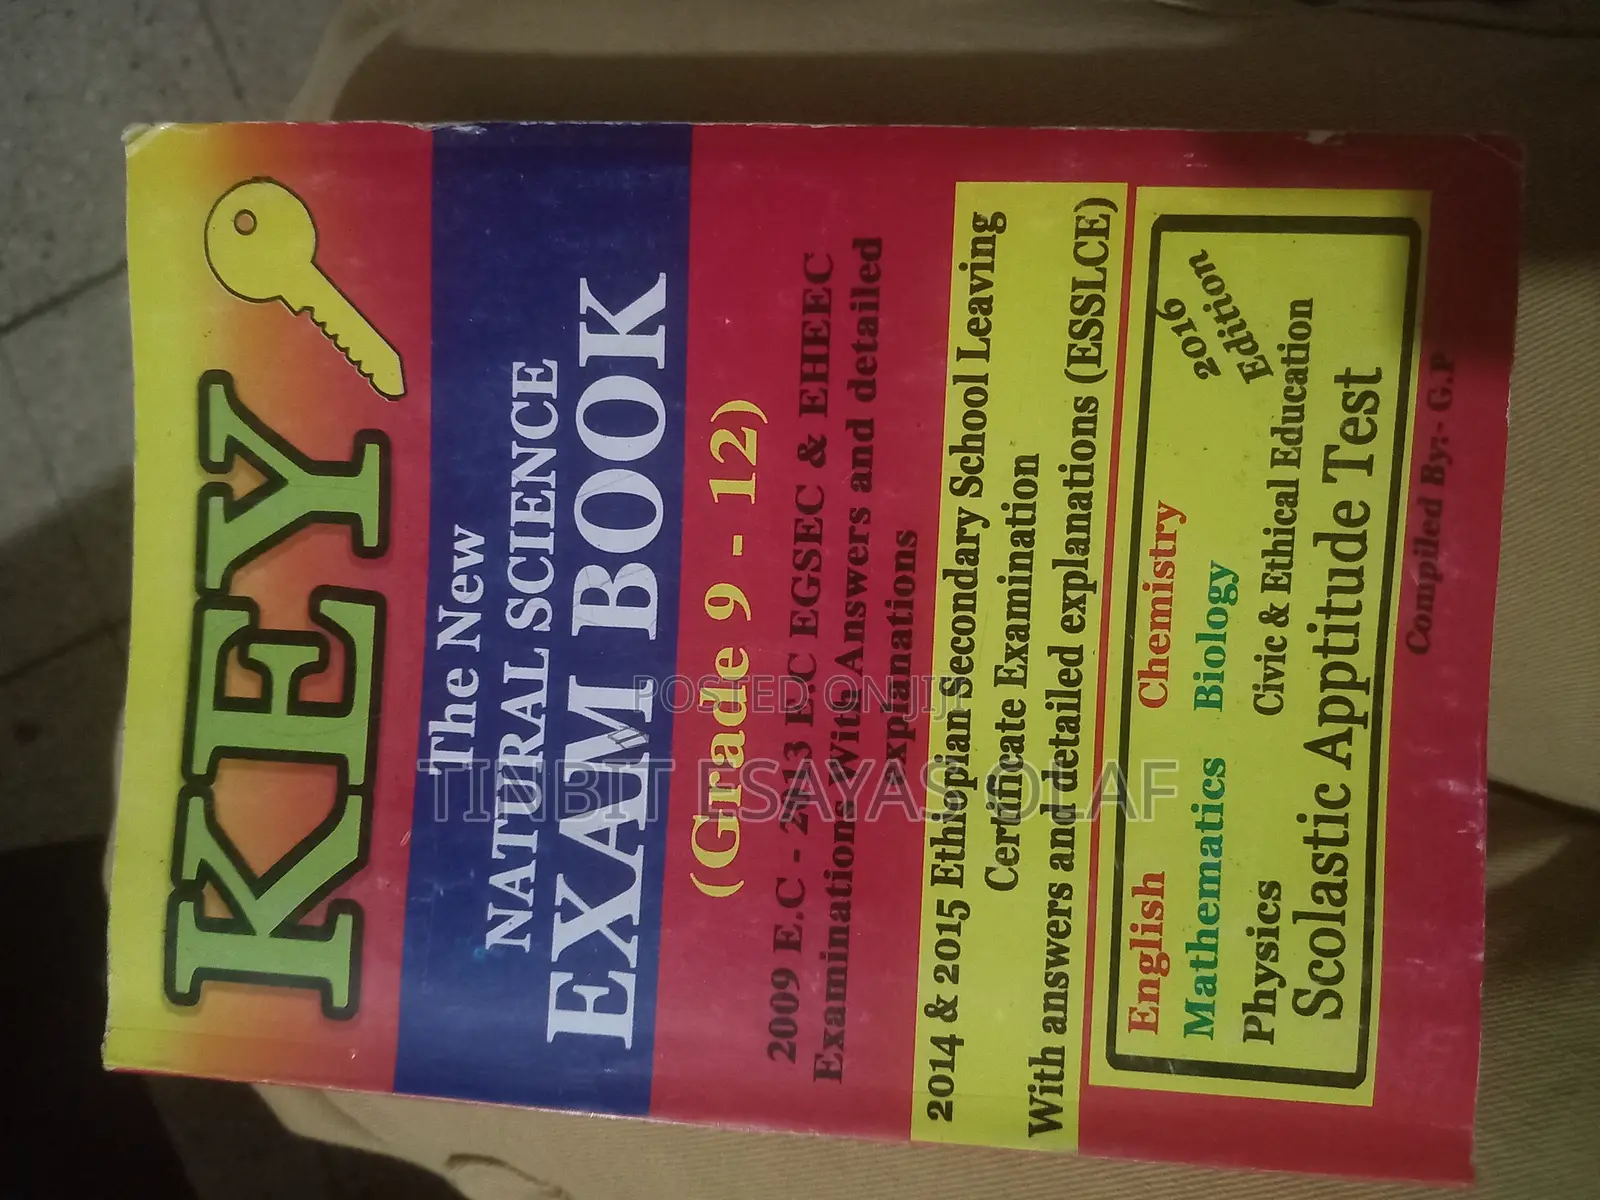 KEY
The New
NATURAL SCIENCE
EXAM BOOK
(Grade 9 - 12)
2009 E.C - 2013 E.C EGSEC & EHEEC
Examinations With Answers and detailed
explanations
2014 & 2015 Ethiopian Secondary School Leaving
Certificate Examination
With answers and detailed explanations (ESSLCE)
2016
Edition
English Chemistry
Mathematics Biology
Physics Civic & Ethical Education
Scolastic Apptitude Test
Compiled By:- G.P
POSTED ON JIJI
TINBIT ESAYAS OLAF